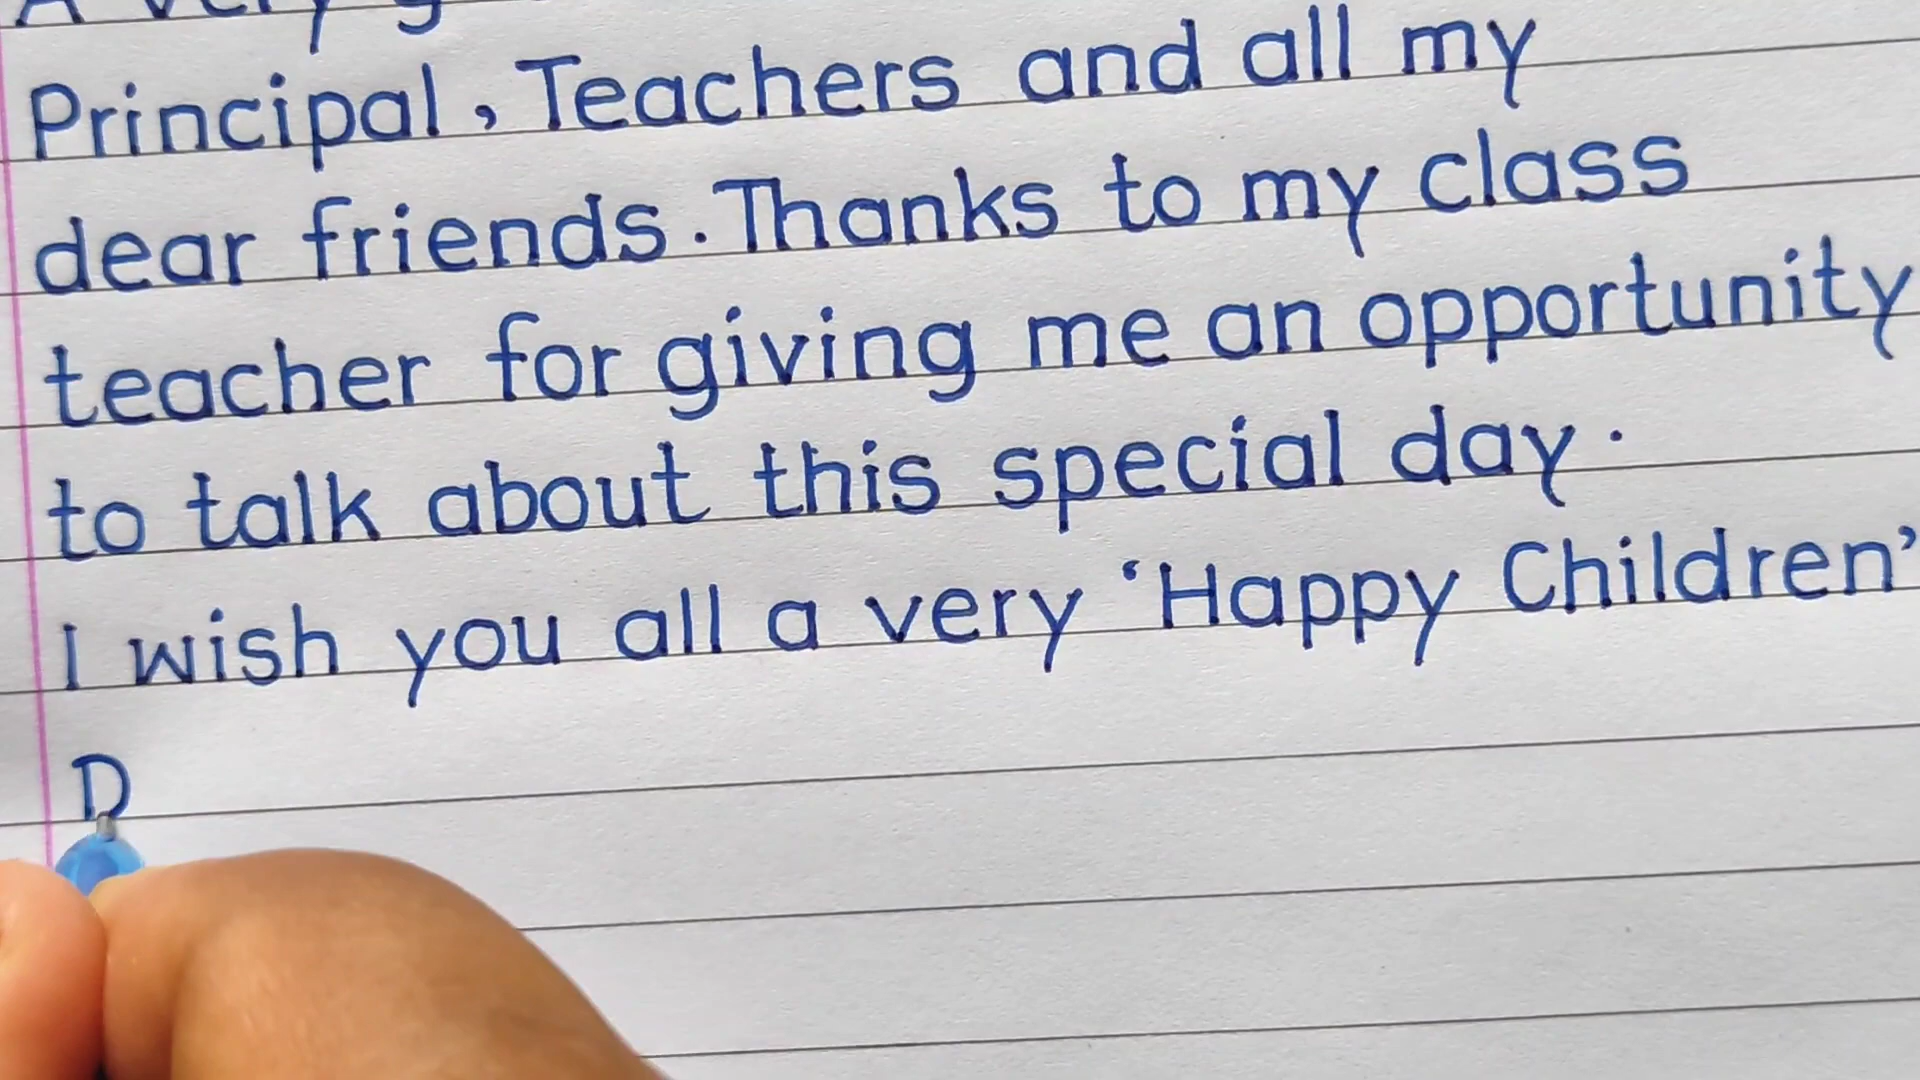 A very
Principal, Teachers and all my
dear friends. Thanks to my class
teacher for giving me an opportunity
to talk about this special day.
I wish you all a very 'Happy Children'
D